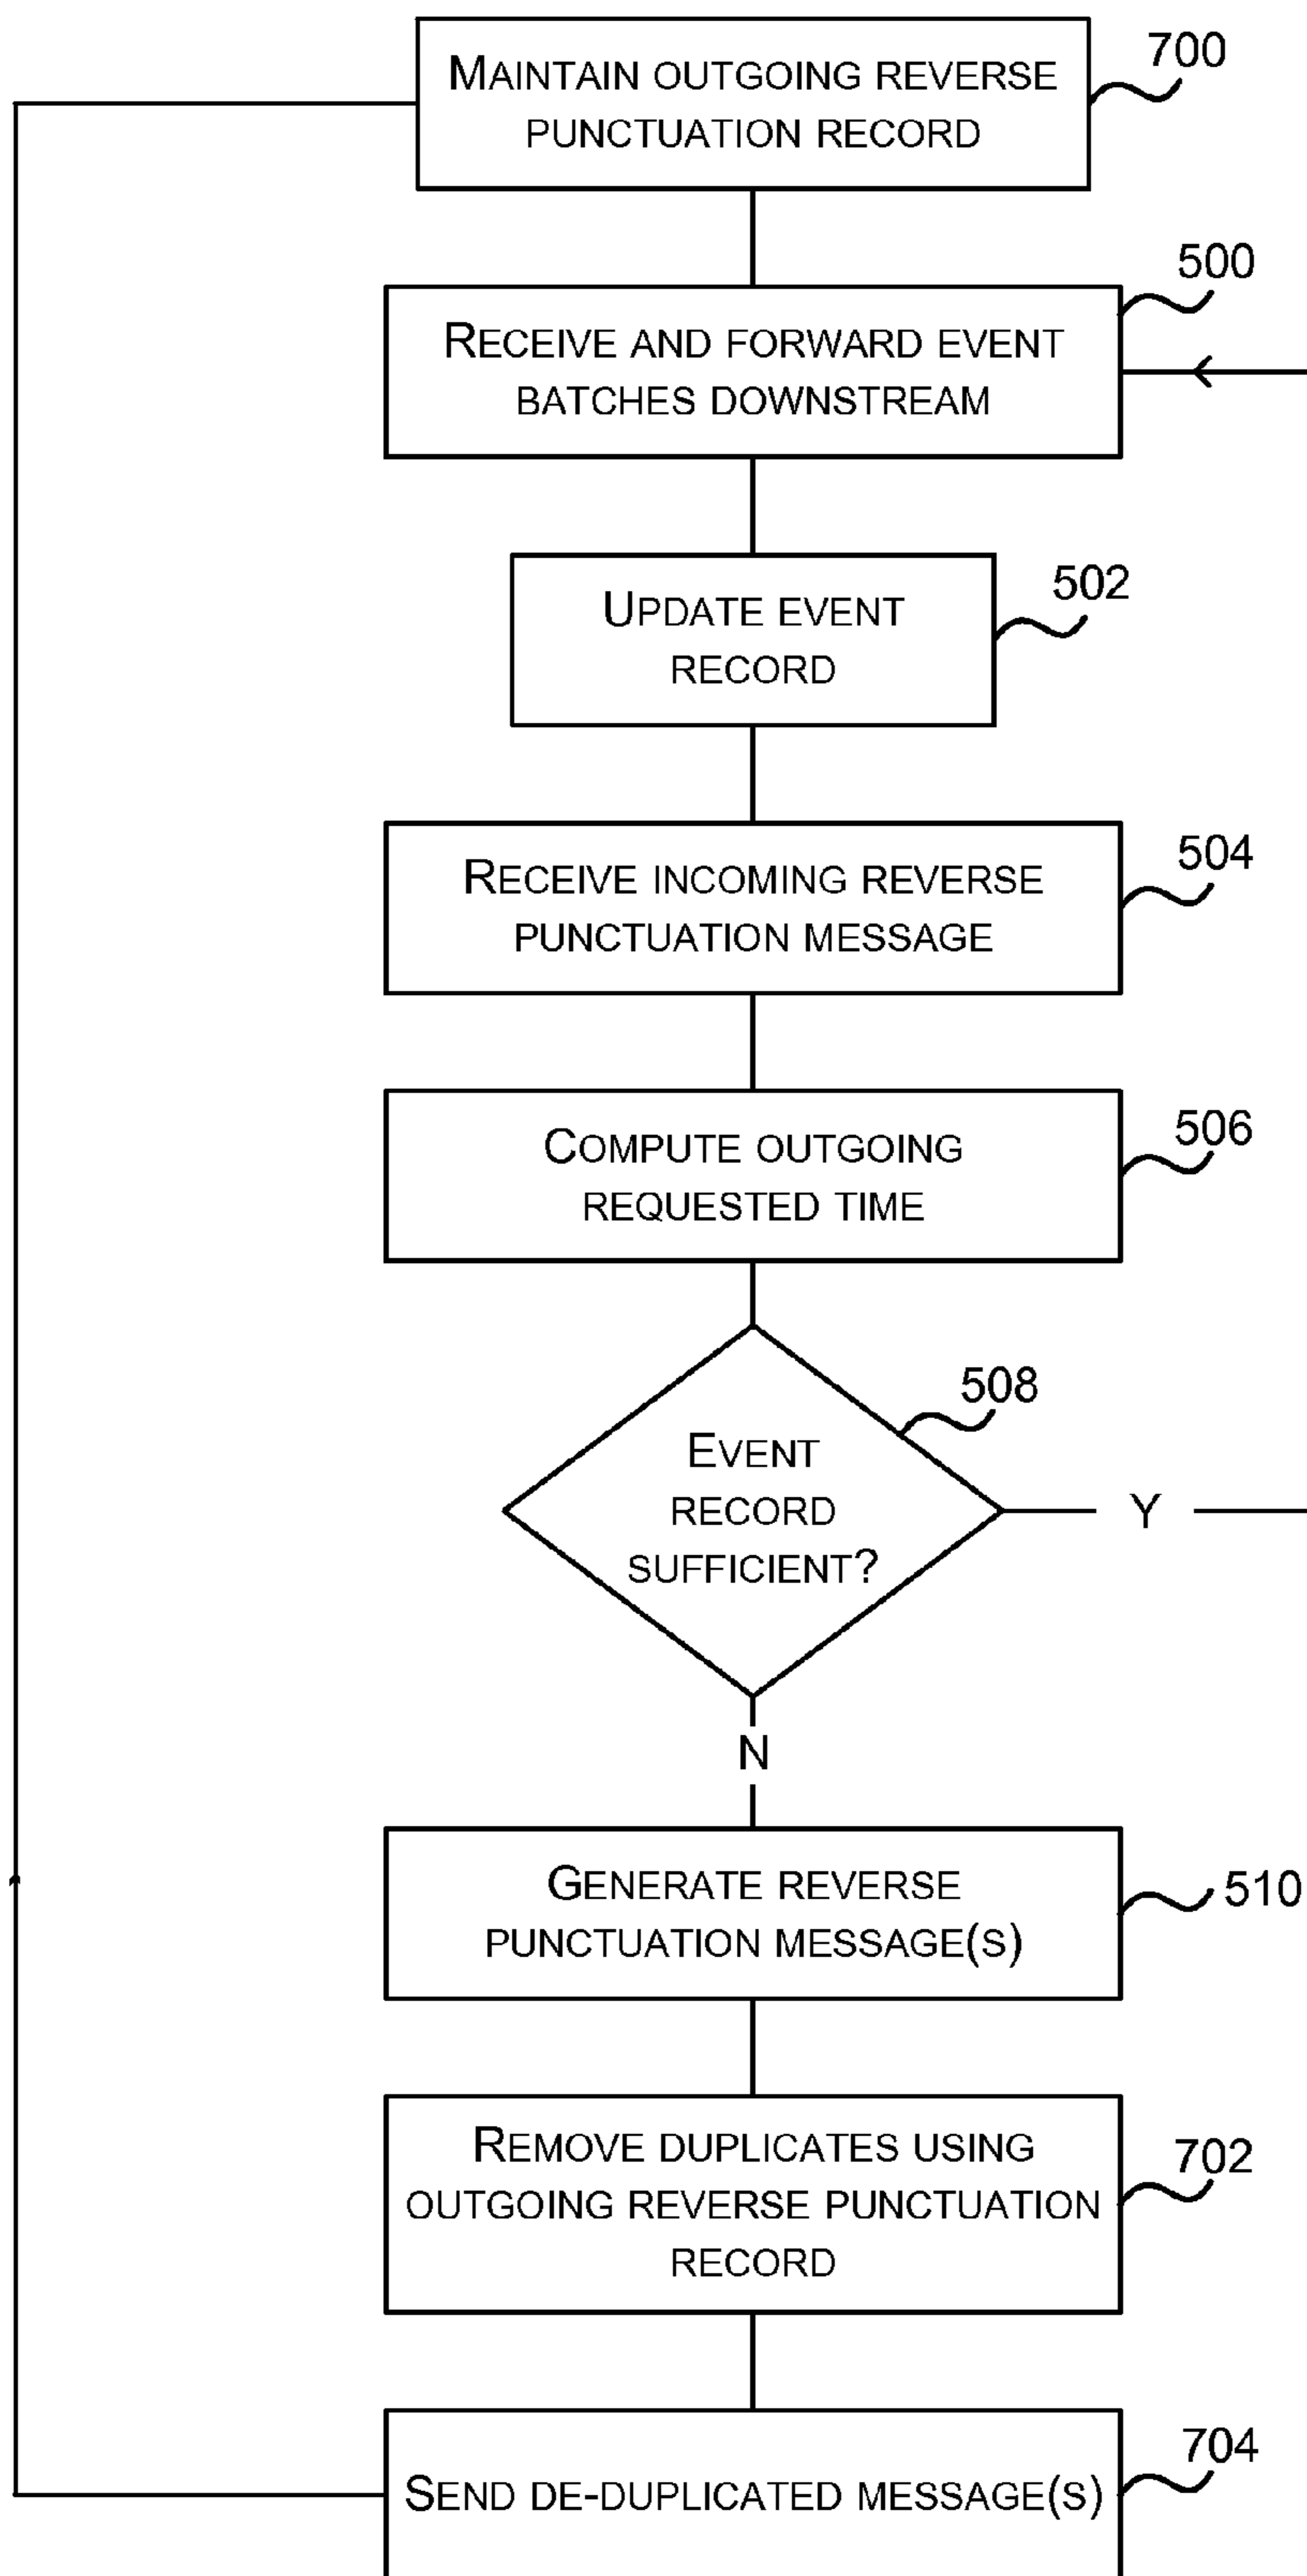 MAINTAIN OUTGOING REVERSE
PUNCTUATION RECORD
700
500
RECEIVE AND FORWARD EVENT
BATCHES DOWNSTREAM
502
UPDATE EVENT
RECORD
504
RECEIVE INCOMING REVERSE
PUNCTUATION MESSAGE
506
COMPUTE OUTGOING
REQUESTED TIME
508
EVENT
RECORD
SUFFICIENT?
Y
N
GENERATE REVERSE
PUNCTUATION MESSAGE(S)
510
REMOVE DUPLICATES USING
OUTGOING REVERSE PUNCTUATION
RECORD
702
704
SEND DE-DUPLICATED MESSAGE(S)